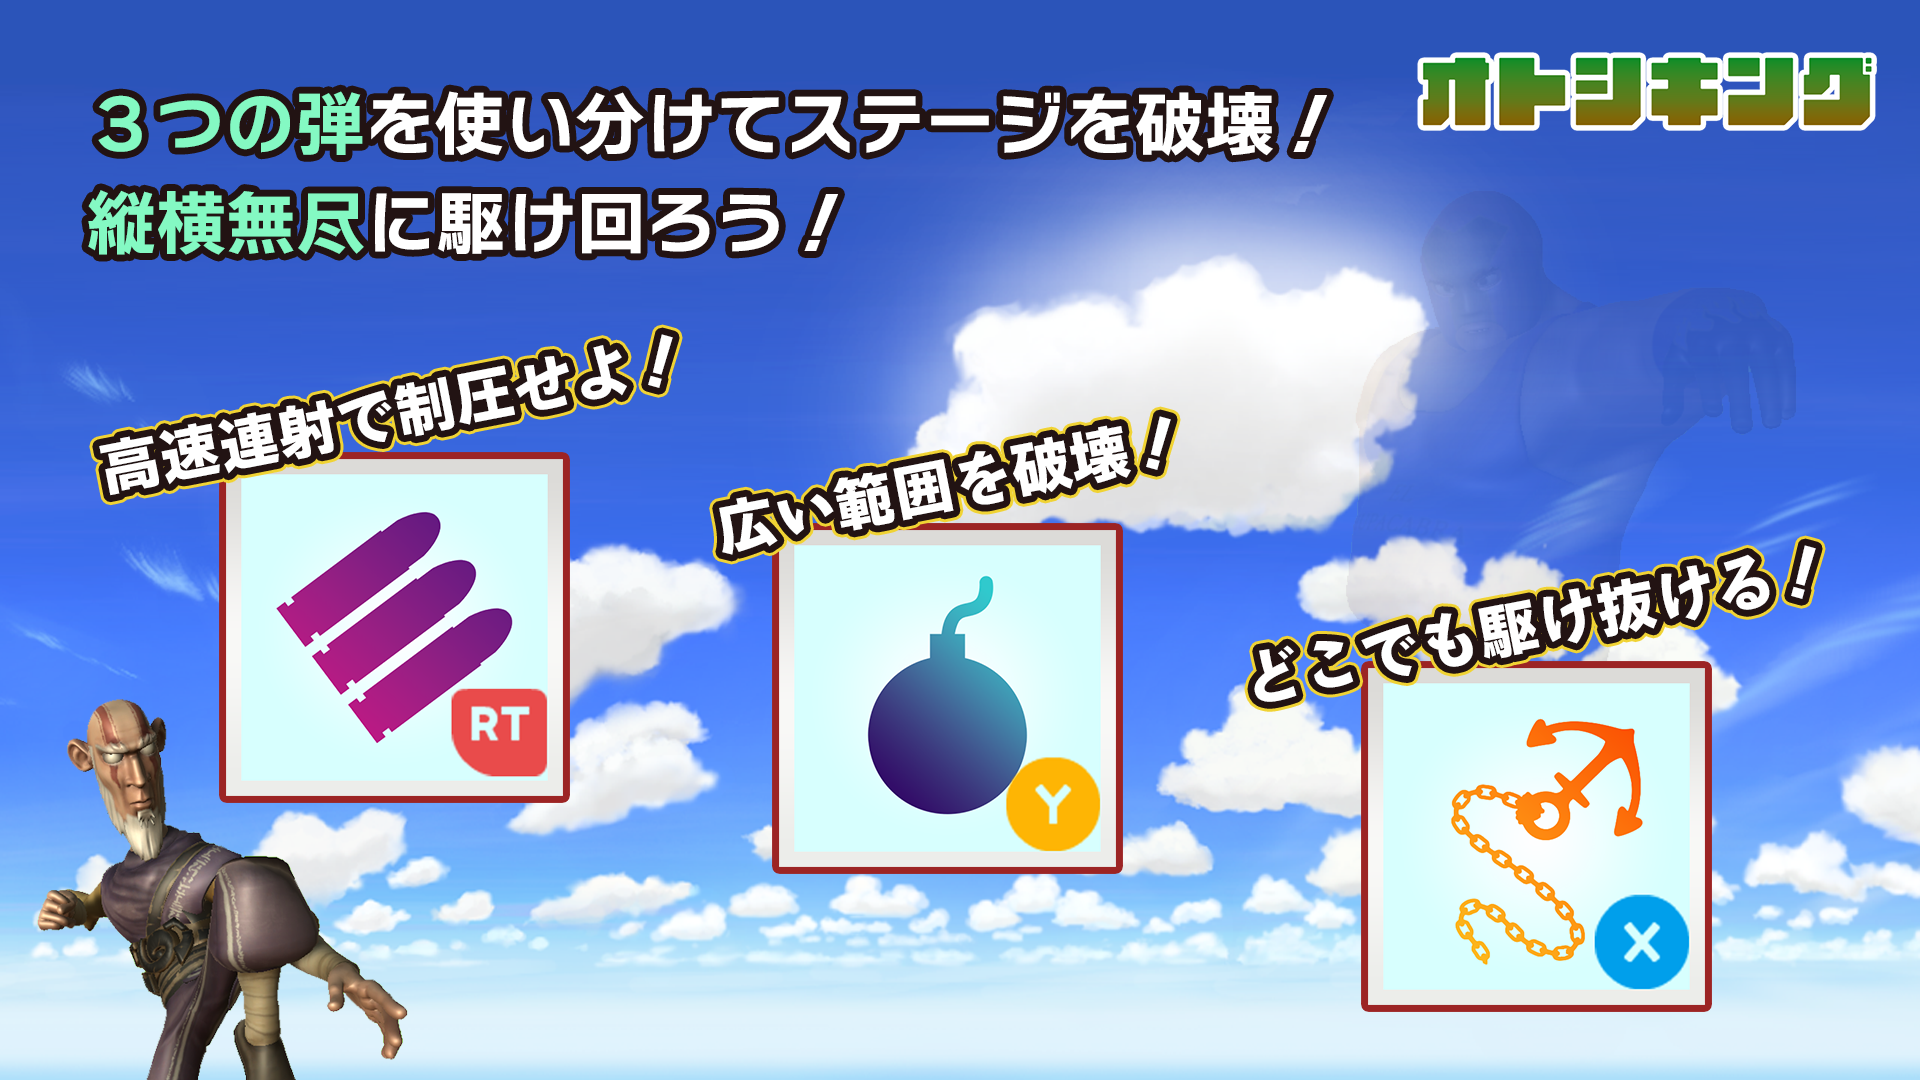 ３つの弾を使い分けてステージを破壊！
オトシキング
縦横無尽に駆け回ろう！
高速連射で制圧せよ！
RT
広い範囲を破壊！
Y
どこでも駆け抜ける！
X